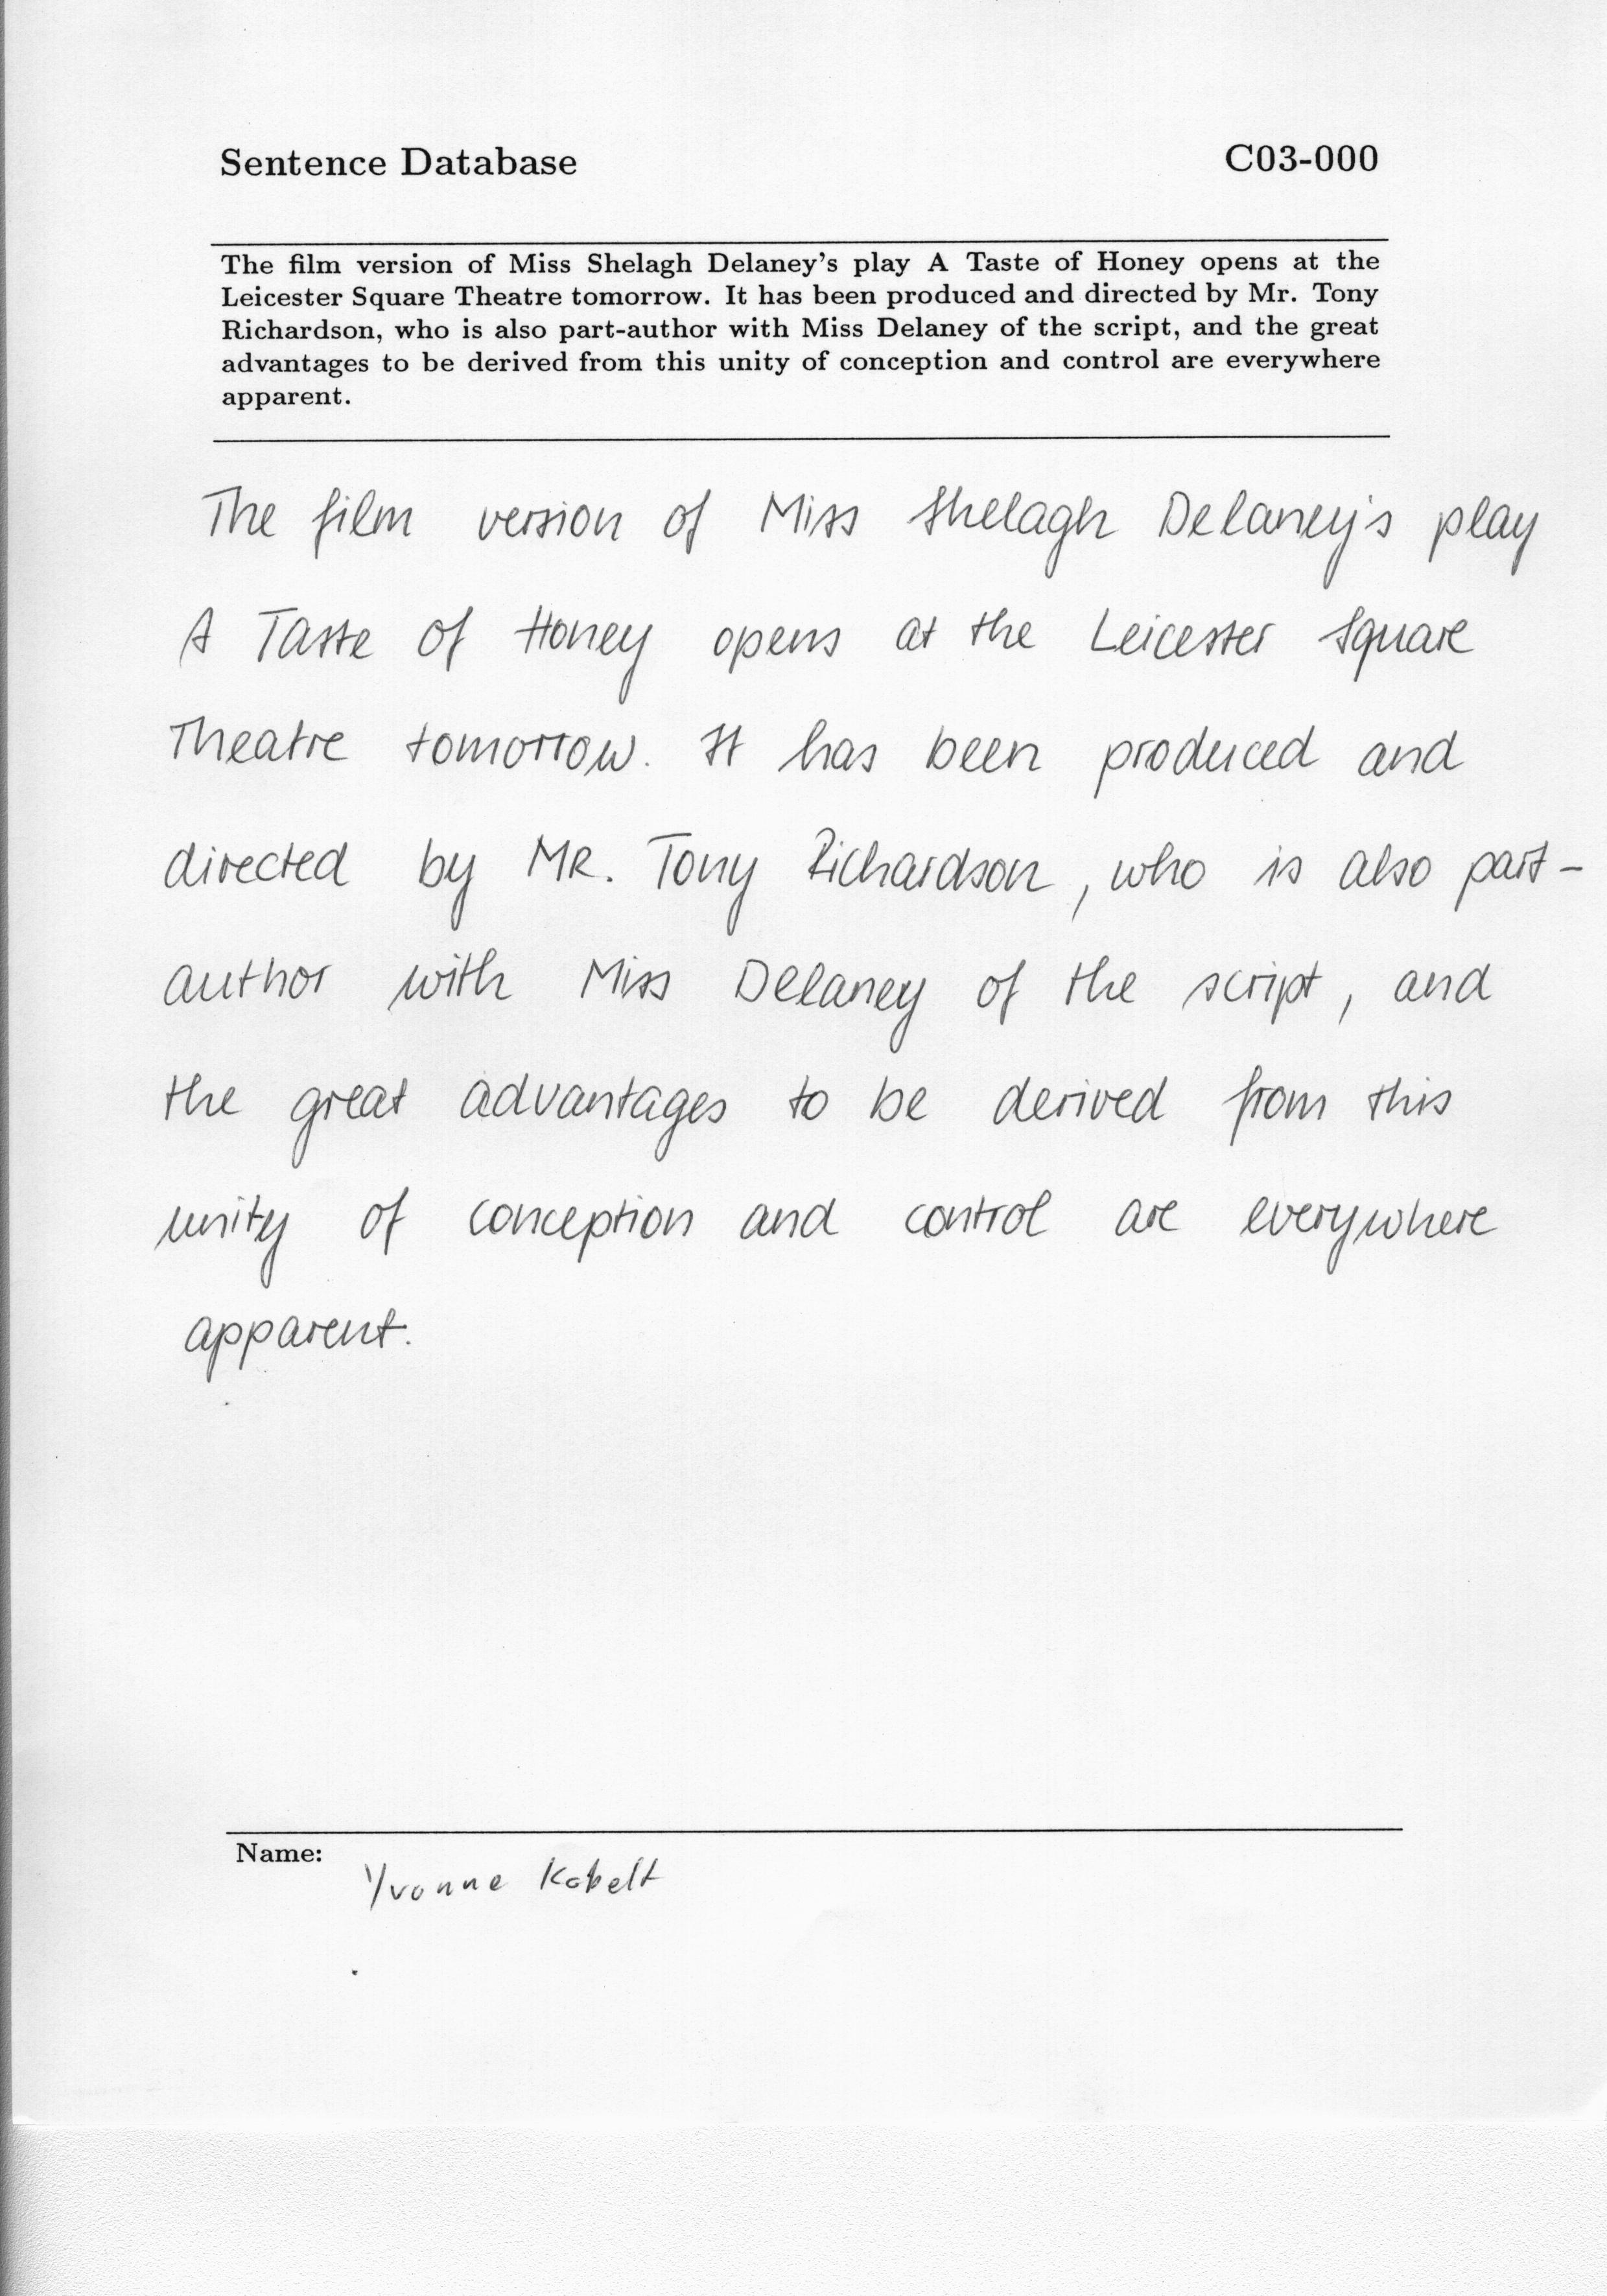 Sentence Database C03-000
The film version of Miss Shelagh Delaney's play A Taste of Honey opens at the
Leicester Square Theatre tomorrow. It has been produced and directed by Mr. Tony
Richardson, who is also part-author with Miss Delaney of the script, and the great
advantages to be derived from this unity of conception and control are everywhere
apparent.
The film version of Miss Shelagh Delaney's play
A Taste of Honey opens at the Leicester Square
Theatre tomorrow. It has been produced and
directed by MR. Tony Richardson, who is also part-
author with Miss Delaney of the script, and
the great advantages to be derived from this
unity of conception and control are everywhere
apparent.
Name:
Yvonne Kobelt